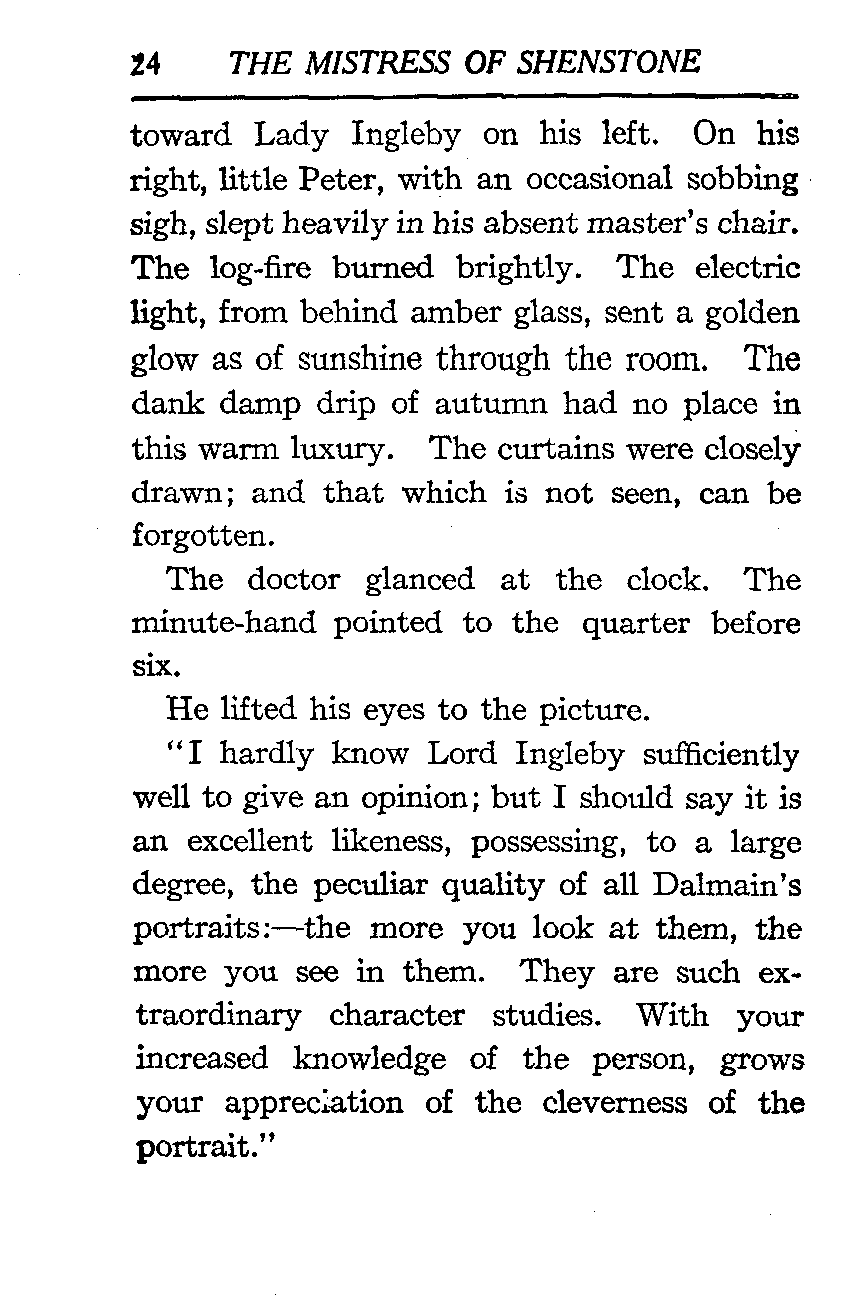 24 THE MISTRESS OF SHENSTONE
toward Lady Ingleby on his left. On his
right, little Peter, with an occasional sobbing
sigh, slept heavily in his absent master's chair.
The log-fire burned brightly. The electric
light, from behind amber glass, sent a golden
glow as of sunshine through the room. The
dank damp drip of autumn had no place in
this warm luxury. The curtains were closely
drawn; and that which is not seen, can be
forgotten.
The doctor glanced at the clock. The
minute-hand pointed to the quarter before
six.
He lifted his eyes to the picture.
"I hardly know Lord Ingleby sufficiently
well to give an opinion; but I should say it is
an excellent likeness, possessing, to a large
degree, the peculiar quality of all Dalmain's
portraits:—the more you look at them, the
more you see in them. They are such ex-
traordinary character studies. With your
increased knowledge of the person, grows
your appreciation of the cleverness of the
portrait."